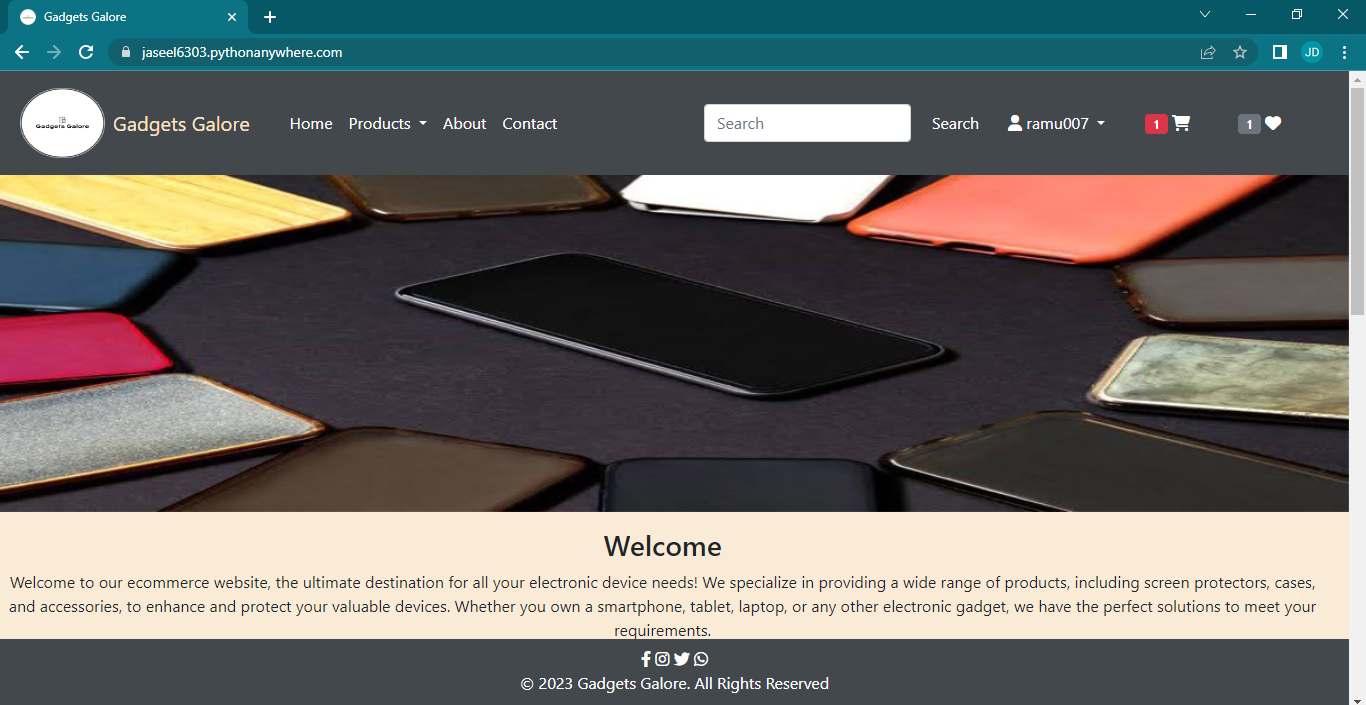 Gadgets Galore
jaseel6303.pythonanywhere.com
JD
Gadgets Galore
Gadgets Galore
Home Products About Contact Search Search ramu007 1 1
Welcome
Welcome to our ecommerce website, the ultimate destination for all your electronic device needs! We specialize in providing a wide range of products, including screen protectors, cases,
and accessories, to enhance and protect your valuable devices. Whether you own a smartphone, tablet, laptop, or any other electronic gadget, we have the perfect solutions to meet your
requirements.
© 2023 Gadgets Galore. All Rights Reserved